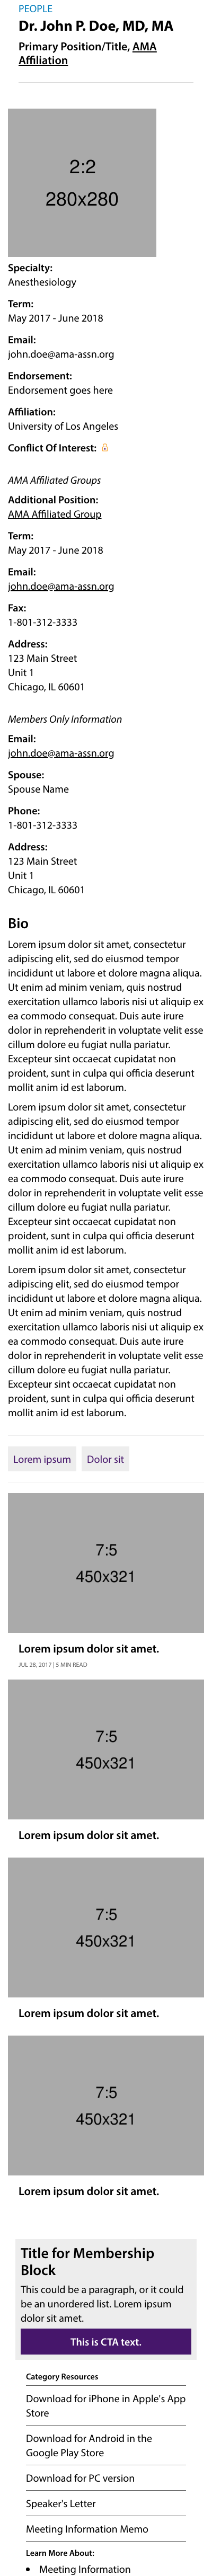 PEOPLE
Dr. John P. Doe, MD, MA
Primary Position/Title, AMA
Affiliation
2:2
280x280
Specialty:
Anesthesiology
Term:
May 2017 - June 2018
Email:
john.doe@ama-assn.org
Endorsement:
Endorsement goes here
Affiliation:
University of Los Angeles
Conflict Of Interest:
AMA Affiliated Groups
Additional Position:
AMA Affiliated Group
Term:
May 2017 - June 2018
Email:
john.doe@ama-assn.org
Fax:
1-801-312-3333
Address:
123 Main Street
Unit 1
Chicago, IL 60601
Members Only Information
Email:
john.doe@ama-assn.org
Spouse:
Spouse Name
Phone:
1-801-312-3333
Address:
123 Main Street
Unit 1
Chicago, IL 60601
Bio
Lorem ipsum dolor sit amet, consectetur
adipiscing elit, sed do eiusmod tempor
incididunt ut labore et dolore magna aliqua.
Ut enim ad minim veniam, quis nostrud
exercitation ullamco laboris nisi ut aliquip ex
ea commodo consequat. Duis aute irure
dolor in reprehenderit in voluptate velit esse
cillum dolore eu fugiat nulla pariatur.
Excepteur sint occaecat cupidatat non
proident, sunt in culpa qui officia deserunt
mollit anim id est laborum.
Lorem ipsum dolor sit amet, consectetur
adipiscing elit, sed do eiusmod tempor
incididunt ut labore et dolore magna aliqua.
Ut enim ad minim veniam, quis nostrud
exercitation ullamco laboris nisi ut aliquip ex
ea commodo consequat. Duis aute irure
dolor in reprehenderit in voluptate velit esse
cillum dolore eu fugiat nulla pariatur.
Excepteur sint occaecat cupidatat non
proident, sunt in culpa qui officia deserunt
mollit anim id est laborum.
Lorem ipsum dolor sit amet, consectetur
adipiscing elit, sed do eiusmod tempor
incididunt ut labore et dolore magna aliqua.
Ut enim ad minim veniam, quis nostrud
exercitation ullamco laboris nisi ut aliquip ex
ea commodo consequat. Duis aute irure
dolor in reprehenderit in voluptate velit esse
cillum dolore eu fugiat nulla pariatur.
Excepteur sint occaecat cupidatat non
proident, sunt in culpa qui officia deserunt
mollit anim id est laborum.
Lorem ipsum Dolor sit
7:5
450x321
Lorem ipsum dolor sit amet.
JUL 28, 2017 | 5 MIN READ
7:5
450x321
Lorem ipsum dolor sit amet.
7:5
450x321
Lorem ipsum dolor sit amet.
7:5
450x321
Lorem ipsum dolor sit amet.
Title for Membership
Block
This could be a paragraph, or it could
be an unordered list. Lorem ipsum
dolor sit amet.
This is CTA text.
Category Resources
Download for iPhone in Apple's App
Store
Download for Android in the
Google Play Store
Download for PC version
Speaker's Letter
Meeting Information Memo
Learn More About:
• Meeting Information